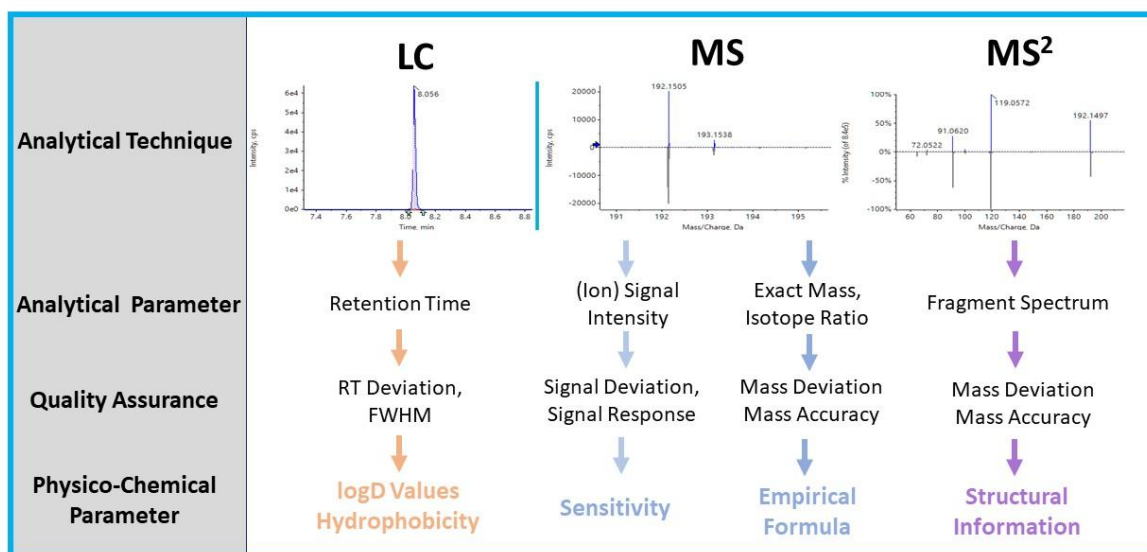 LC
MS
MS²
Analytical Technique
Intensity, cps
6e4
5e4
4e4
3e4
2e4
1e4
0e0
8.056
7.4 7.6 7.8 8.0 8.2 8.4 8.6 8.8
Time, min
Intensity, cps
20000
10000
0
-10000
-20000
192.1505
193.1538
191 192 193 194 195
Mass/Charge, Da
% Intensity (of 8.4e5)
100%
50%
0%
-50%
-100%
119.0572
192.1497
91.0620
72.0522
60 80 100 120 140 160 180 200
Mass/Charge, Da
Analytical Parameter
Retention Time
(Ion) Signal
Intensity
Exact Mass,
Isotope Ratio
Fragment Spectrum
Quality Assurance
RT Deviation,
FWHM
Signal Deviation,
Signal Response
Mass Deviation
Mass Accuracy
Mass Deviation
Mass Accuracy
Physico-Chemical
Parameter
logD Values
Hydrophobicity
Sensitivity
Empirical
Formula
Structural
Information